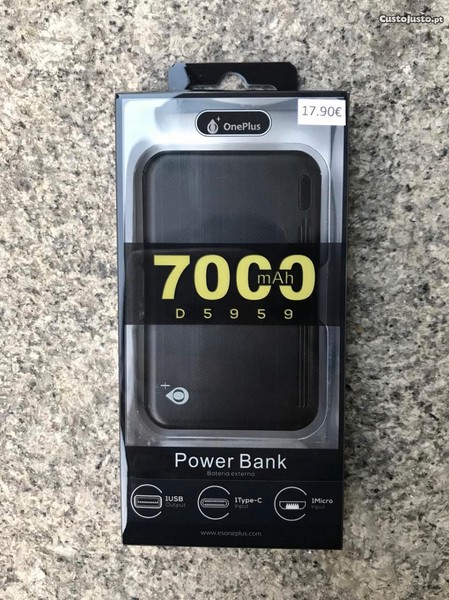 CustoJusto.pt
17.90€
OnePlus
7000
mAh
D5959
Power Bank
Bateria externa
1USB
Output
1Type-C
Input
1Micro
Input
www.esoneplus.com